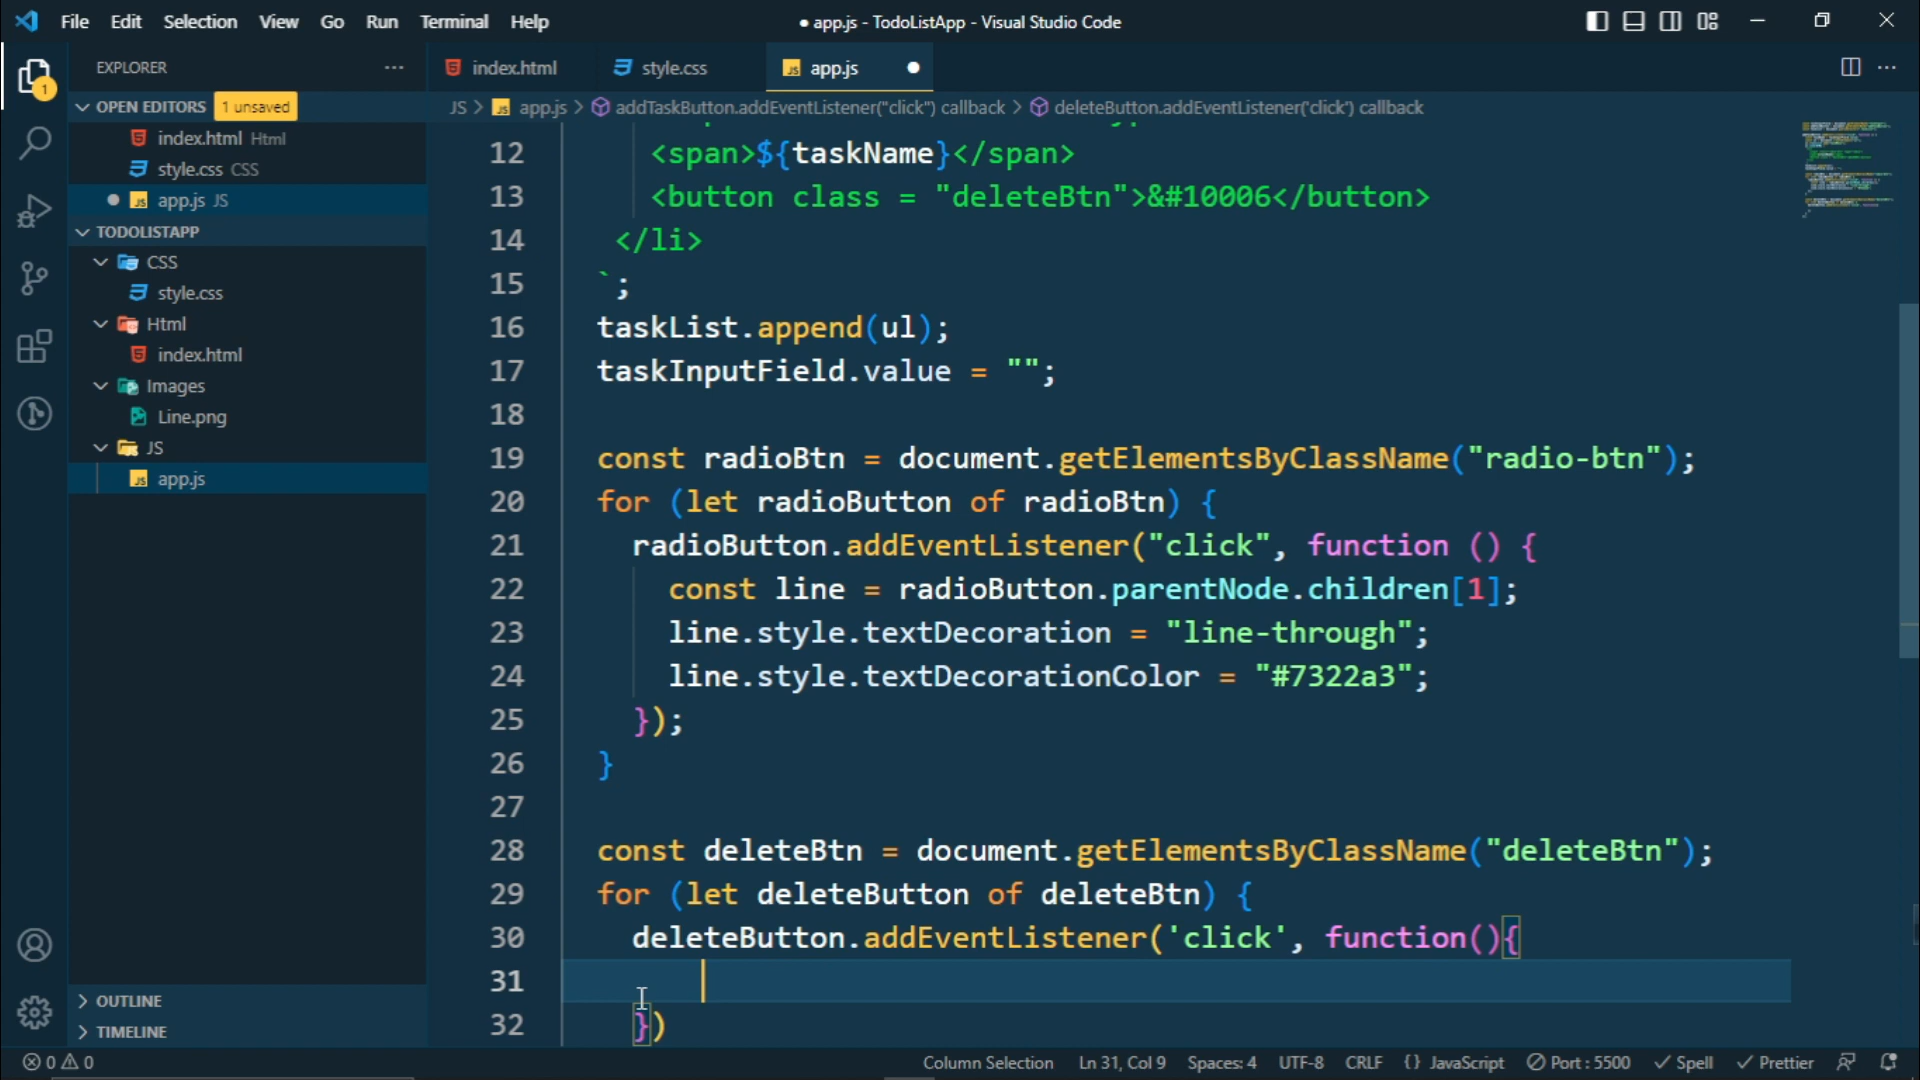 File Edit Selection View Go Run Terminal Help
● app.js - TodoListApp - Visual Studio Code
EXPLORER
index.html
style.css
app.js
1
OPEN EDITORS 1 unsaved
JS > app.js > addTaskButton.addEventListener("click") callback > deleteButton.addEventListener('click') callback
index.html Html
style.css CSS
app.js JS
TODOLISTAPP
CSS
style.css
Html
index.html
Images
Line.png
JS
app.js
OUTLINE
TIMELINE
12 <span>${taskName}</span>
13 <button class = "deleteBtn">&#10006</button>
14 </li>
15 `;
16 taskList.append(ul);
17 taskInputField.value = "";
18
19 const radioBtn = document.getElementsByClassName("radio-btn");
20 for (let radioButton of radioBtn) {
21 radioButton.addEventListener("click", function () {
22 const line = radioButton.parentNode.children[1];
23 line.style.textDecoration = "line-through";
24 line.style.textDecorationColor = "#7322a3";
25 });
26 }
27
28 const deleteBtn = document.getElementsByClassName("deleteBtn");
29 for (let deleteButton of deleteBtn) {
30 deleteButton.addEventListener('click', function(){
31
32 })
0 0
Column Selection Ln 31, Col 9 Spaces: 4 UTF-8 CRLF {} JavaScript Port : 5500 Spell Prettier